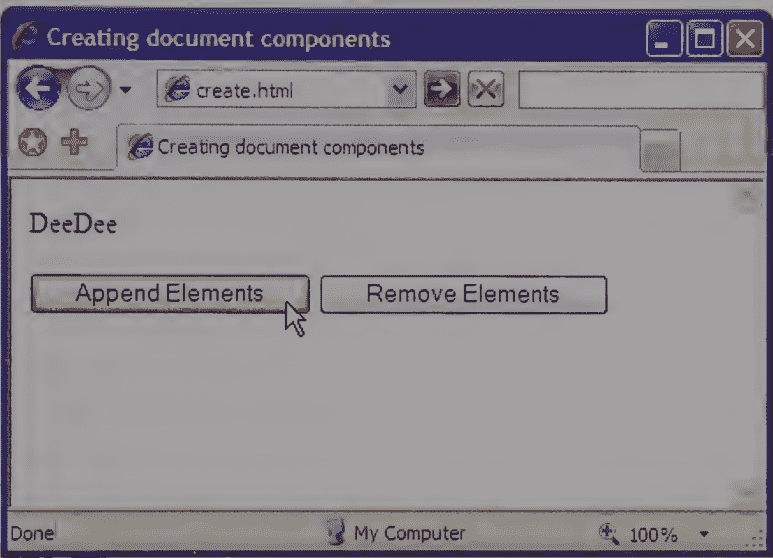 Creating document components
create.html
Creating document components
DeeDee
Append Elements Remove Elements
Done My Computer 100%